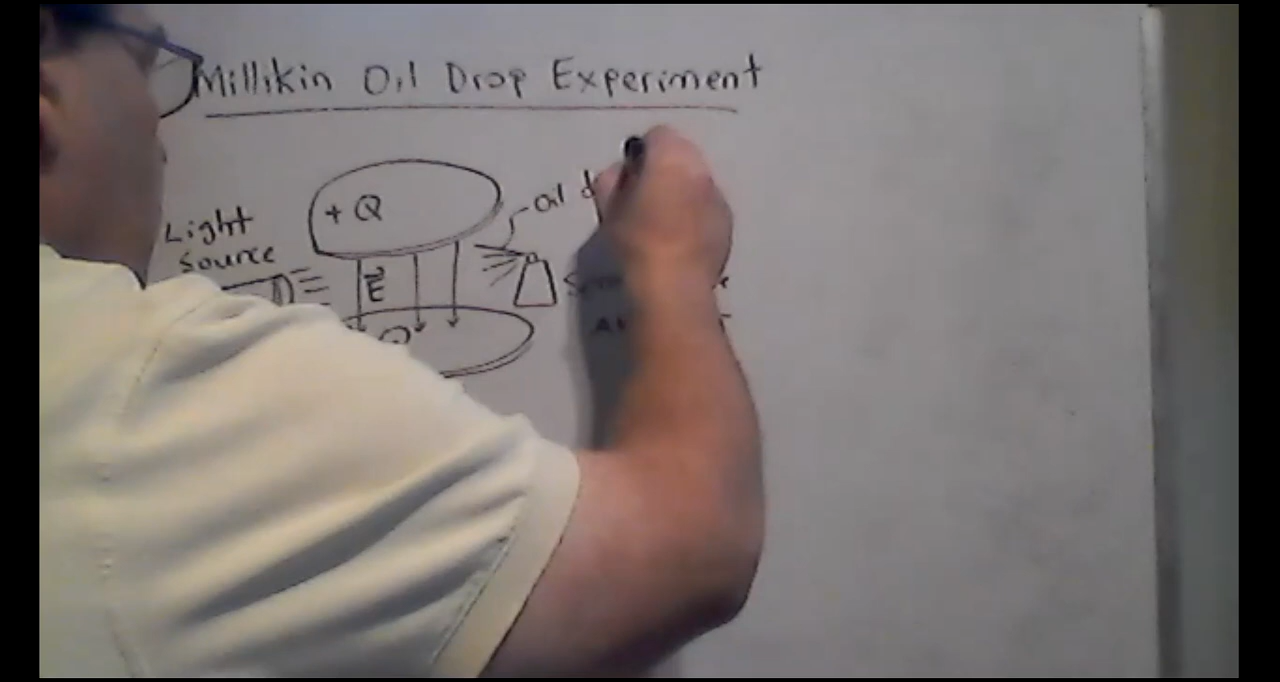 Millikin Oil Drop Experiment
+ Q
Oil
Light
Source
E
Q